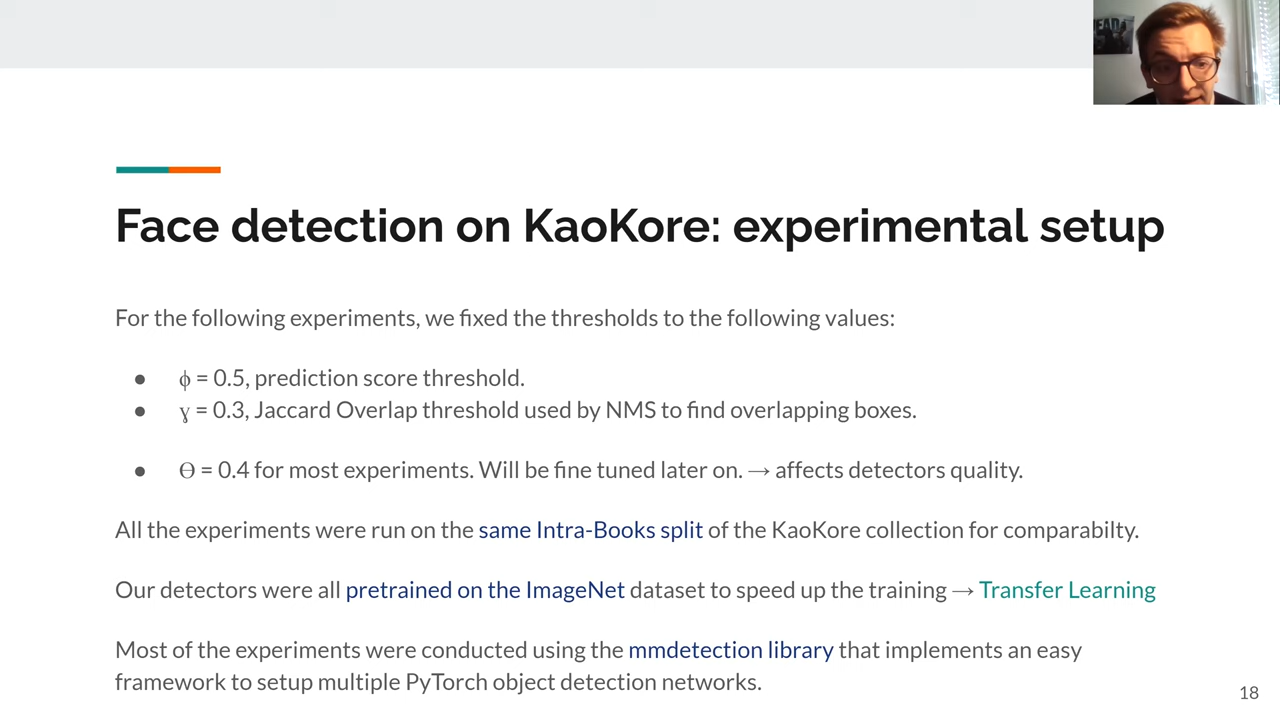 Face detection on KaoKore: experimental setup
For the following experiments, we fixed the thresholds to the following values:
● ϕ = 0.5, prediction score threshold.
● ɣ = 0.3, Jaccard Overlap threshold used by NMS to find overlapping boxes.
● Θ = 0.4 for most experiments. Will be fine tuned later on. → affects detectors quality.
All the experiments were run on the same Intra-Books split of the KaoKore collection for comparabilty.
Our detectors were all pretrained on the ImageNet dataset to speed up the training → Transfer Learning
Most of the experiments were conducted using the mmdetection library that implements an easy
framework to setup multiple PyTorch object detection networks.
18